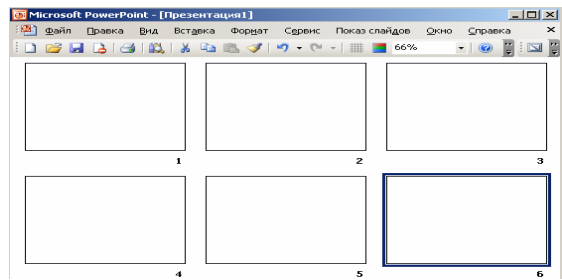 Microsoft PowerPoint - [Презентация1]
Файл Правка Вид Вставка Формат Сервис Показ слайдов Окно Справка
66%
1 2 3
4 5 6